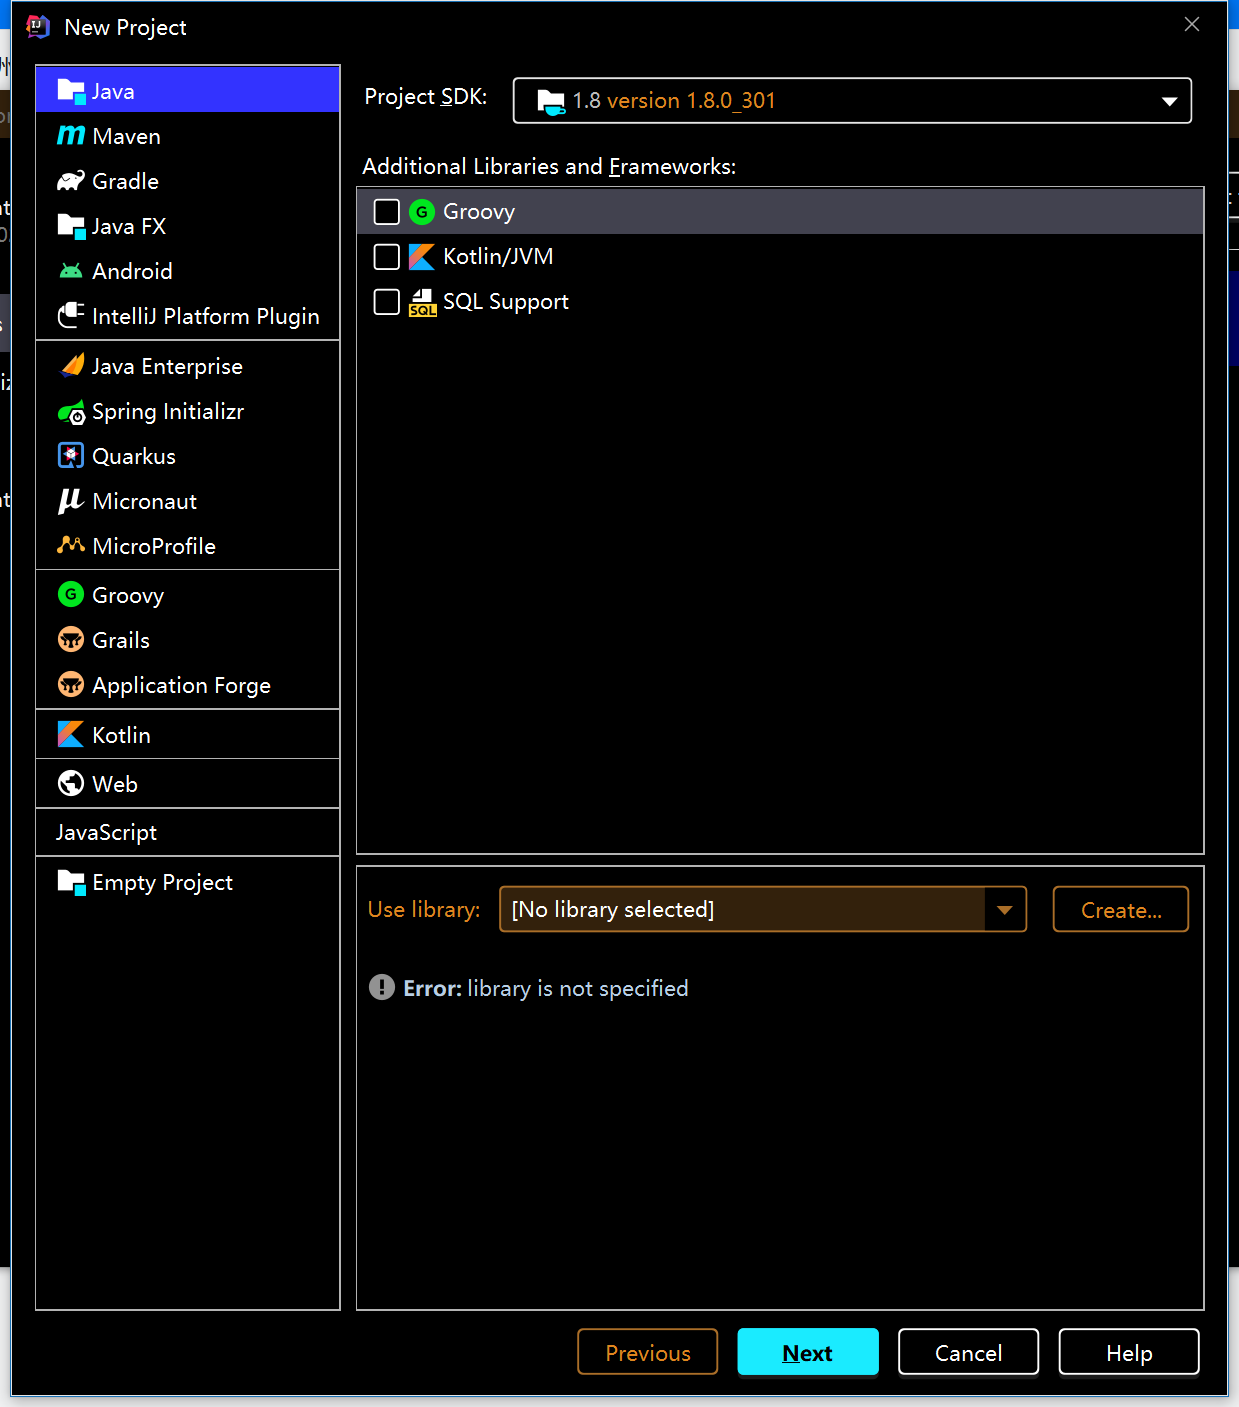 New Project
Java
Maven
Gradle
Java FX
Android
IntelliJ Platform Plugin
Java Enterprise
Spring Initializr
Quarkus
Micronaut
MicroProfile
Groovy
Grails
Application Forge
Kotlin
Web
JavaScript
Empty Project
Project SDK:
1.8 version 1.8.0_301
Additional Libraries and Frameworks:
Groovy
Kotlin/JVM
SQL Support
Use library:
[No library selected]
Create...
Error: library is not specified
Previous
Next
Cancel
Help